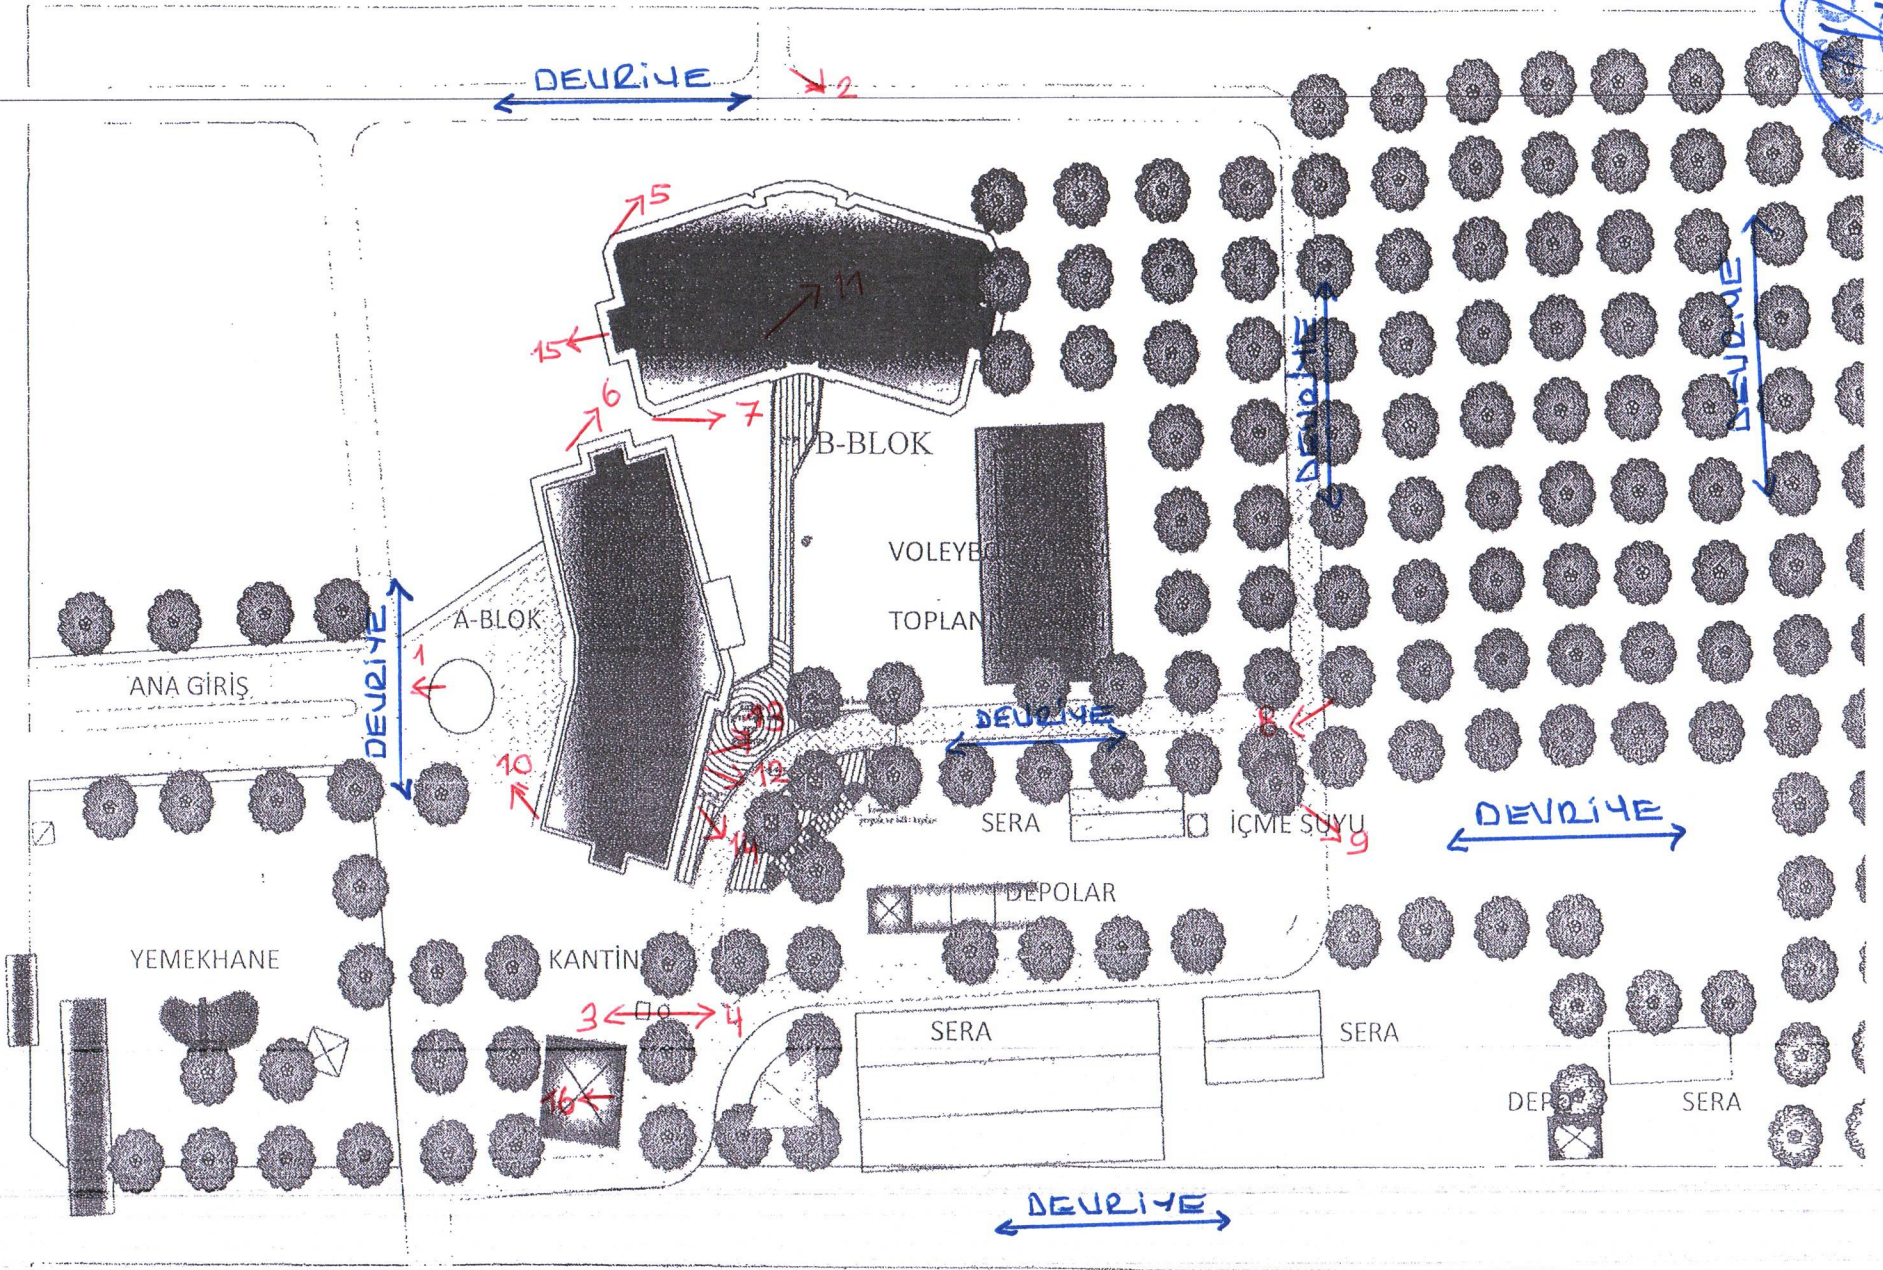 DEVRİYE
2
5
11
15
6
7
B-BLOK
DEVRİYE
DEVRİYE
VOLEYB
A-BLOK
TOPLAN
DEVRİYE
1
ANA GİRİŞ
13
DEVRİYE
8
10
12
14
SERA
İÇME SUYU
9
DEVRİYE
DEPOLAR
YEMEKHANE
KANTİN
3
4
SERA
SERA
16
DEPO
SERA
DEVRİYE